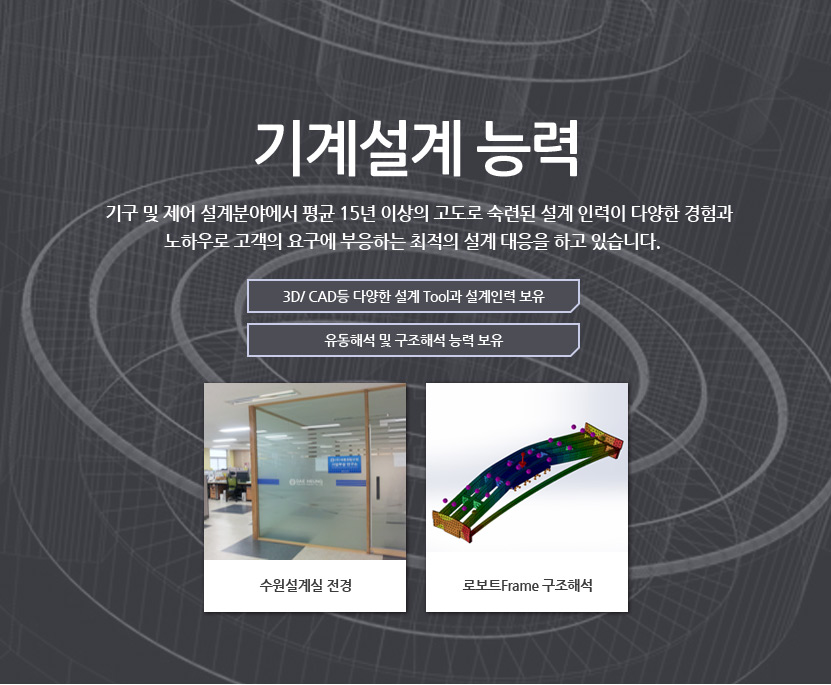 기계설계 능력
기구 및 제어 설계분야에서 평균 15년 이상의 고도로 숙련된 설계 인력이 다양한 경험과
노하우로 고객의 요구에 부응하는 최적의 설계 대응을 하고 있습니다.
3D/ CAD등 다양한 설계 Tool과 설계인력 보유
유동해석 및 구조해석 능력 보유
수원설계실 전경
로보트Frame 구조해석